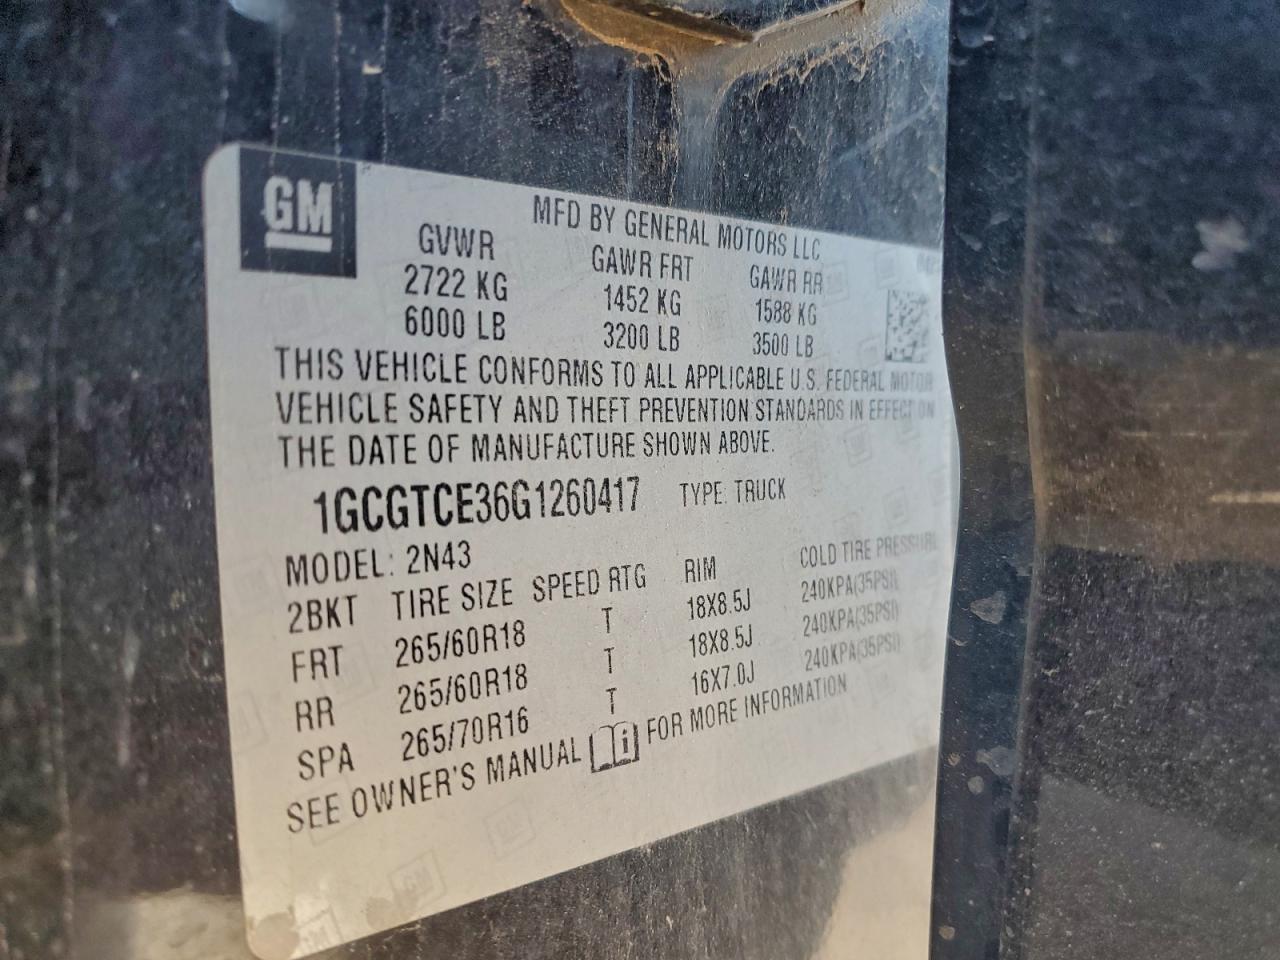 GM
MFD BY GENERAL MOTORS LLC
GVWR GAWR FRT GAWR RR
2722 KG 1452 KG 1588 KG
6000 LB 3200 LB 3500 LB
THIS VEHICLE CONFORMS TO ALL APPLICABLE U.S. FEDERAL MOTOR
VEHICLE SAFETY AND THEFT PREVENTION STANDARDS IN EFFECT ON
THE DATE OF MANUFACTURE SHOWN ABOVE.
1GCGTCE36G1260417 TYPE: TRUCK
MODEL: 2N43
2BKT TIRE SIZE SPEED RTG RIM COLD TIRE PRESSURE
FRT 265/60R18 T 18X8.5J 240KPA(35PSI)
RR 265/60R18 T 18X8.5J 240KPA(35PSI)
SPA 265/70R16 T 16X7.0J 240KPA(35PSI)
SEE OWNER'S MANUAL FOR MORE INFORMATION